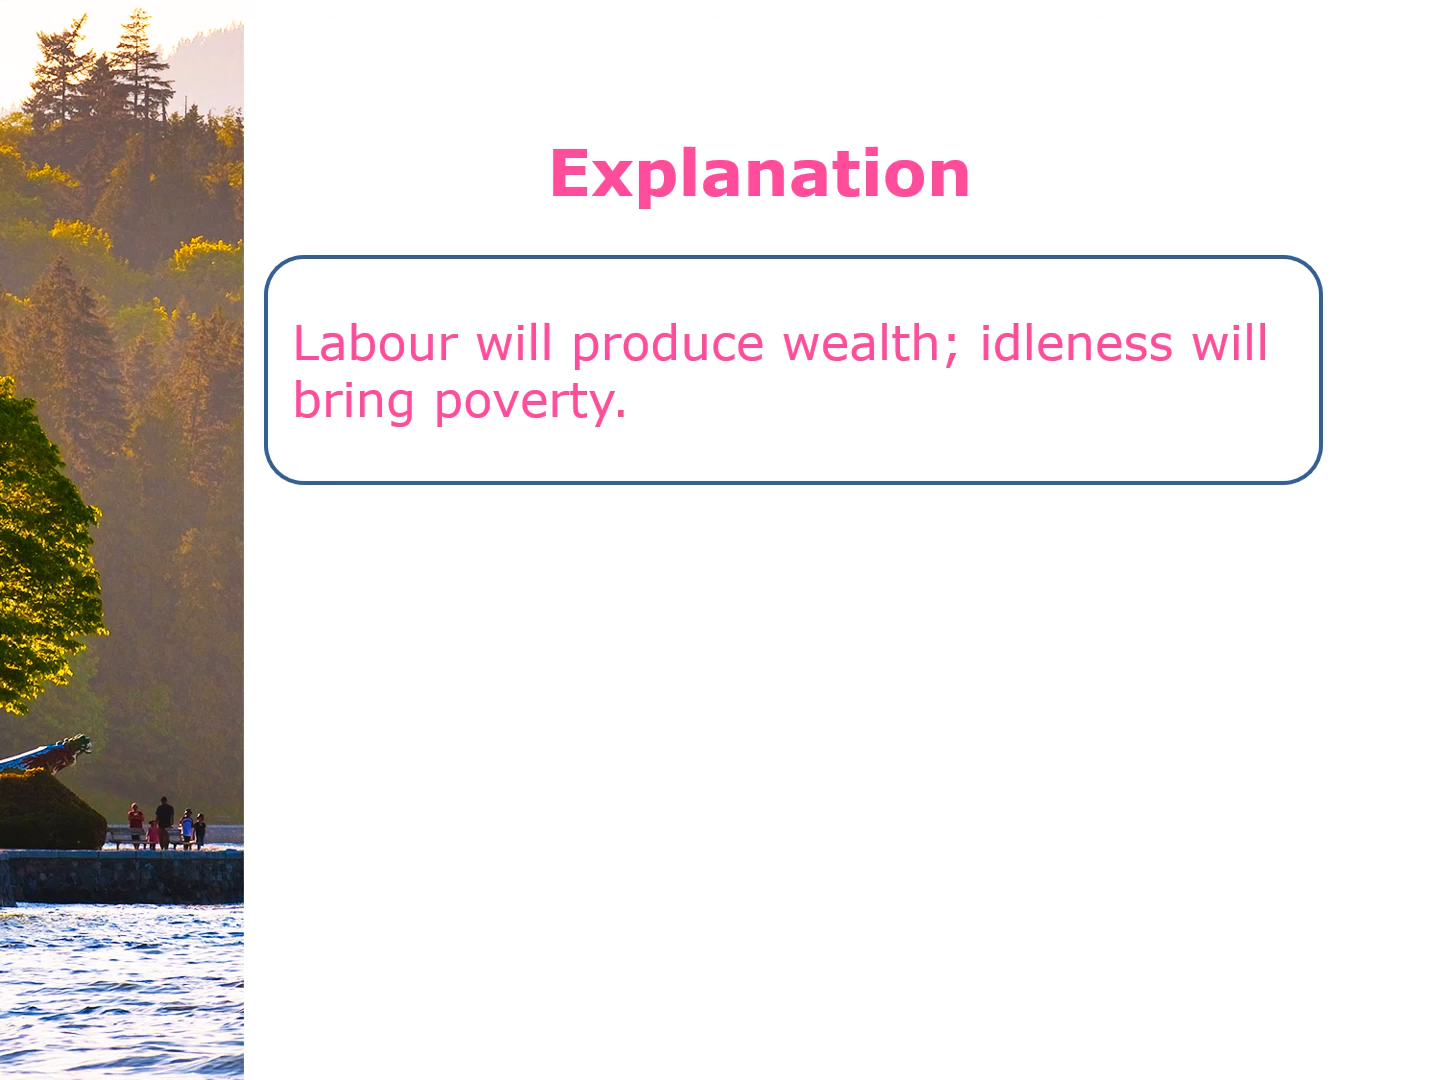 Explanation
Labour will produce wealth; idleness will
bring poverty.